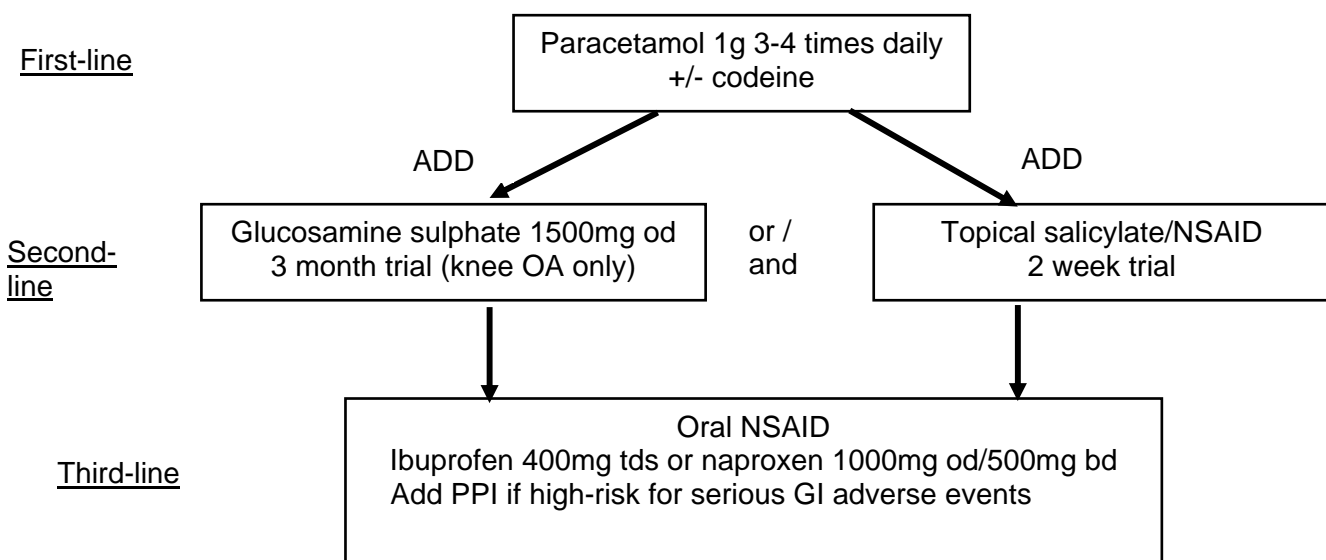 First-line
Paracetamol 1g 3-4 times daily
+/- codeine
ADD
ADD
Second-
line
Glucosamine sulphate 1500mg od
3 month trial (knee OA only)
or /
and
Topical salicylate/NSAID
2 week trial
Third-line
Oral NSAID
Ibuprofen 400mg tds or naproxen 1000mg od/500mg bd
Add PPI if high-risk for serious GI adverse events